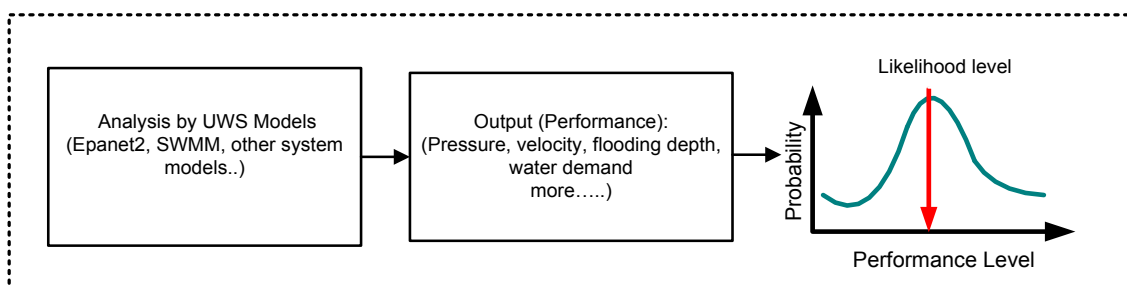 Analysis by UWS Models
(Epanet2, SWMM, other system
models..)
Output (Performance):
(Pressure, velocity, flooding depth,
water demand
more…..)
Likelihood level
Probability
Performance Level